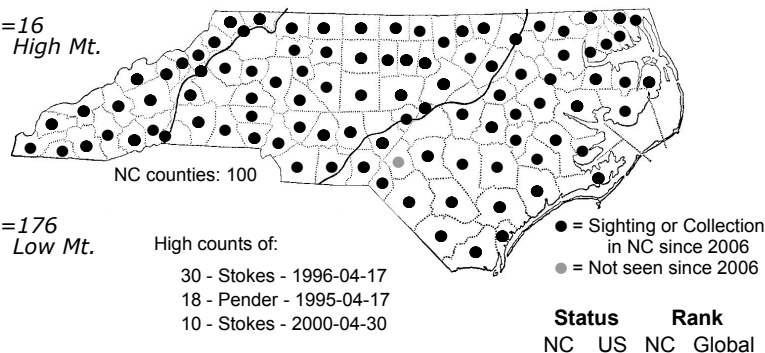 =16
High Mt.
NC counties: 100
=176
Low Mt.
High counts of:
30 - Stokes - 1996-04-17
18 - Pender - 1995-04-17
10 - Stokes - 2000-04-30
= Sighting or Collection
in NC since 2006
= Not seen since 2006
Status Rank
NC US NC Global